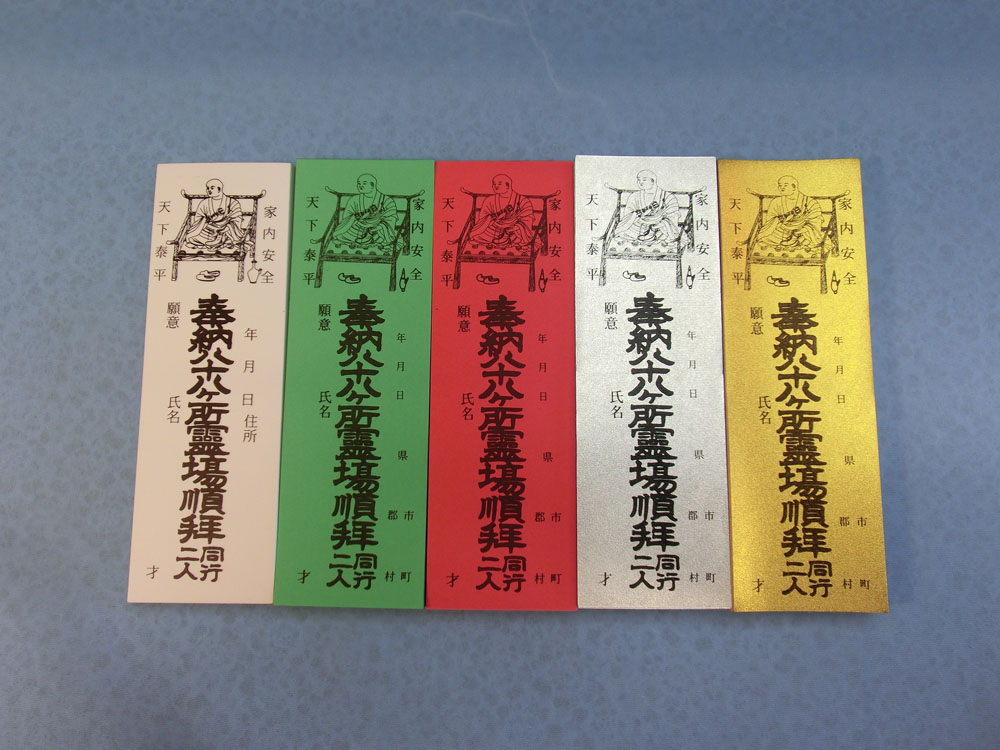 家内安全
年 月 日 住所
奉納八十八ヶ所靈場順拝
同行
二人
天下泰平
願意
氏名
家内安全
年 月 日 県
市 町
郡 村
奉納八十八ヶ所靈場順拝
同行
二人
天下泰平
願意
氏名
才
家内安全
年 月 日 県
市 町
郡 村
奉納八十八ヶ所靈場順拝
同行
二人
天下泰平
願意
氏名
才
家内安全
年 月 日 県
市 町
郡 村
奉納八十八ヶ所靈場順拝
同行
二人
天下泰平
願意
氏名
才
家内安全
年 月 日 県
市 町
郡 村
奉納八十八ヶ所靈場順拝
同行
二人
天下泰平
願意
氏名
才